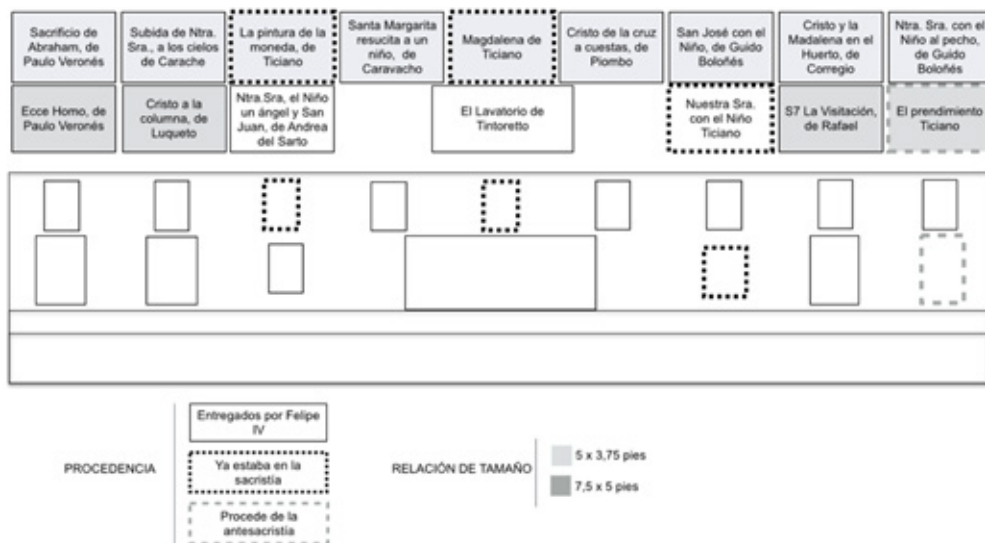 Sacrificio de
Abraham, de
Paulo Veronés
Subida de Ntra.
Sra., a los cielos
de Carache
La pintura de la
moneda, de
Ticiano
Santa Margarita
resucita a un
niño, de
Caravacho
Magdalena de
Ticiano
Cristo de la cruz
a cuestas, de
Piombo
San José con el
Niño, de Guido
Boloñés
Cristo y la
Madalena en el
Huerto, de
Corregio
Ntra. Sra. con el
Niño al pecho,
de Guido
Boloñés
Ecce Homo, de
Paulo Veronés
Cristo a la
columna, de
Luqueto
Ntra.Sra, el Niño
un ángel y San
Juan, de Andrea
del Sarto
El Lavatorio de
Tintoretto
Nuestra Sra.
con el Niño
Ticiano
S7 La Visitación,
de Rafael
El prendimiento
Ticiano
PROCEDENCIA
Entregados por Felipe
IV
Ya estaba en la
sacristía
Procede de la
antesacristía
RELACIÓN DE TAMAÑO
5 x 3,75 pies
7,5 x 5 pies